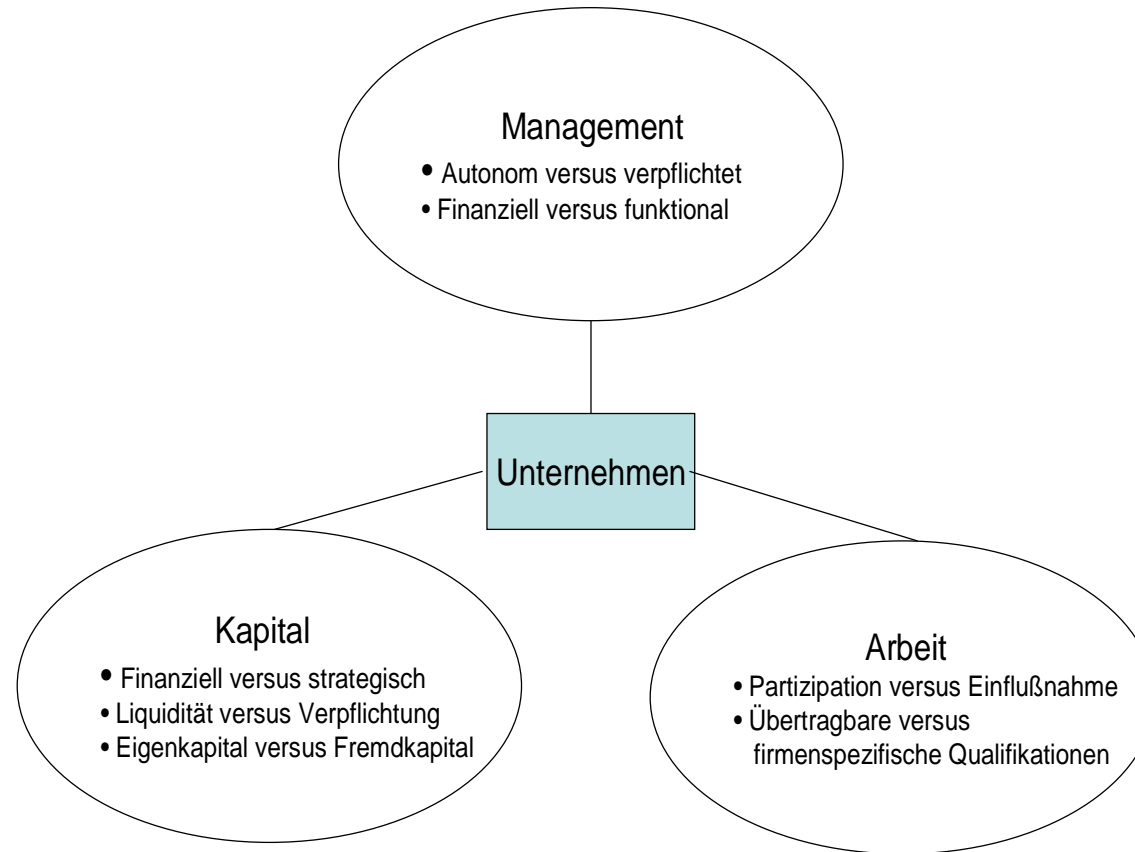 Management
• Autonom versus verpflichtet
• Finanziell versus funktional
Unternehmen
Kapital
• Finanziell versus strategisch
• Liquidität versus Verpflichtung
• Eigenkapital versus Fremdkapital
Arbeit
• Partizipation versus Einflußnahme
• Übertragbare versus
firmenspezifische Qualifikationen